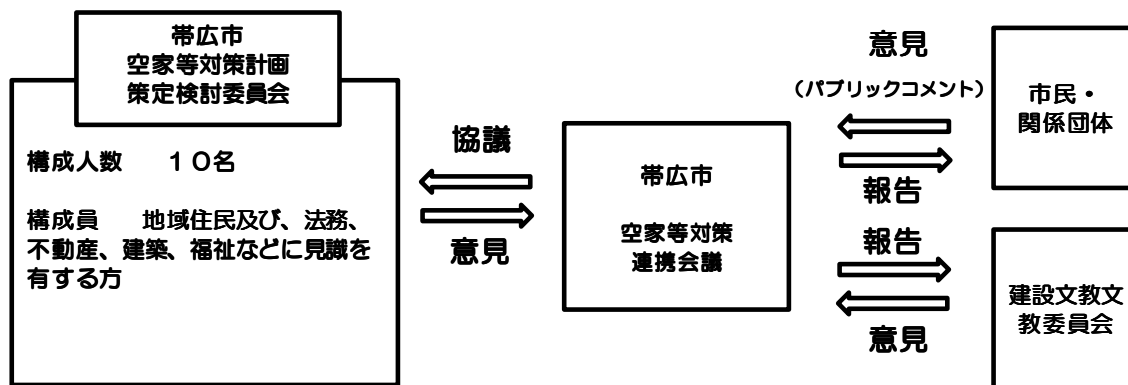 帯広市
空家等対策計画
策定検討委員会
構成人数　　１０名
構成員　　地域住民及び、法務、
不動産、建築、福祉などに見識を
有する方
協議
意見
帯広市
空家等対策
連携会議
意見
（パブリックコメント）
報告
市民・
関係団体
報告
意見
建設文教文
教委員会